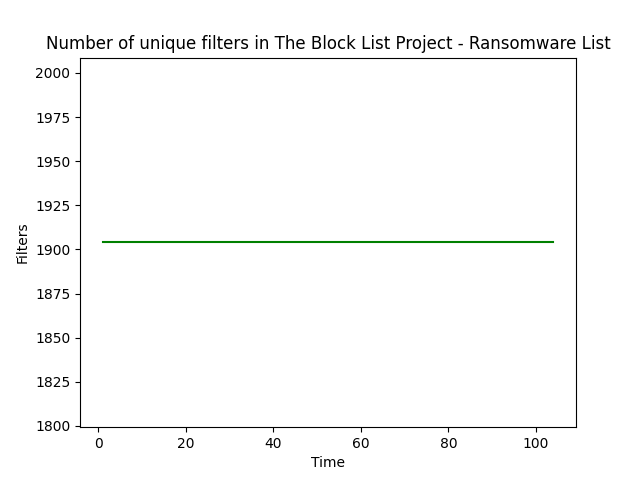 Number of unique filters in The Block List Project - Ransomware List
2000
1975
1950
1925
1900
1875
1850
1825
1800
Filters
0 20 40 60 80 100
Time